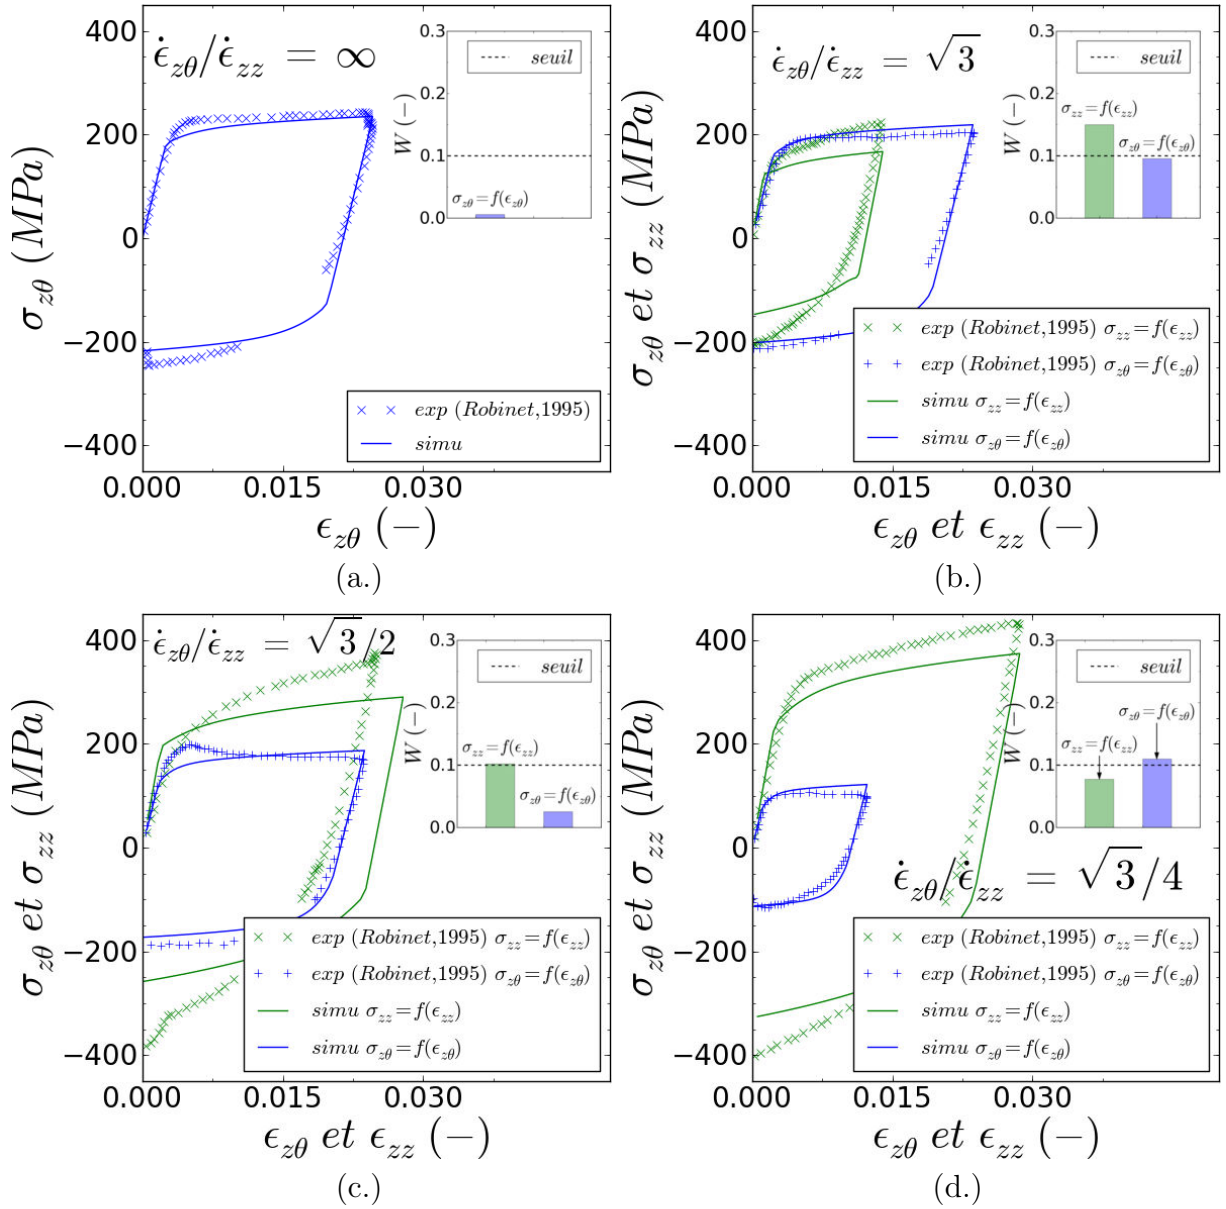 ϵ̇zθ/ϵ̇zz = ∞
σzθ (MPa)
400
200
0
−200
−400
0.000 0.015 0.030
ϵzθ (−)
W (−)
0.3
0.2
0.1
0.0
seuil
σzθ=f(ϵzθ)
exp (Robinet,1995)
simu
(a.)
ϵ̇zθ/ϵ̇zz = √3
σzθ et σzz (MPa)
400
200
0
−200
−400
0.000 0.015 0.030
ϵzθ et ϵzz (−)
W (−)
0.3
0.2
0.1
0.0
seuil
σzz=f(ϵzz)
σzθ=f(ϵzθ)
exp (Robinet,1995) σzz=f(ϵzz)
exp (Robinet,1995) σzθ=f(ϵzθ)
simu σzz=f(ϵzz)
simu σzθ=f(ϵzθ)
(b.)
ϵ̇zθ/ϵ̇zz = √3/2
σzθ et σzz (MPa)
400
200
0
−200
−400
0.000 0.015 0.030
ϵzθ et ϵzz (−)
W (−)
0.3
0.2
0.1
0.0
seuil
σzz=f(ϵzz)
σzθ=f(ϵzθ)
exp (Robinet,1995) σzz=f(ϵzz)
exp (Robinet,1995) σzθ=f(ϵzθ)
simu σzz=f(ϵzz)
simu σzθ=f(ϵzθ)
(c.)
σzθ et σzz (MPa)
400
200
0
−200
−400
0.000 0.015 0.030
ϵzθ et ϵzz (−)
W (−)
0.3
0.2
0.1
0.0
seuil
σzθ=f(ϵzθ)
σzz=f(ϵzz)
ϵ̇zθ/ϵ̇zz = √3/4
exp (Robinet,1995) σzz=f(ϵzz)
exp (Robinet,1995) σzθ=f(ϵzθ)
simu σzz=f(ϵzz)
simu σzθ=f(ϵzθ)
(d.)